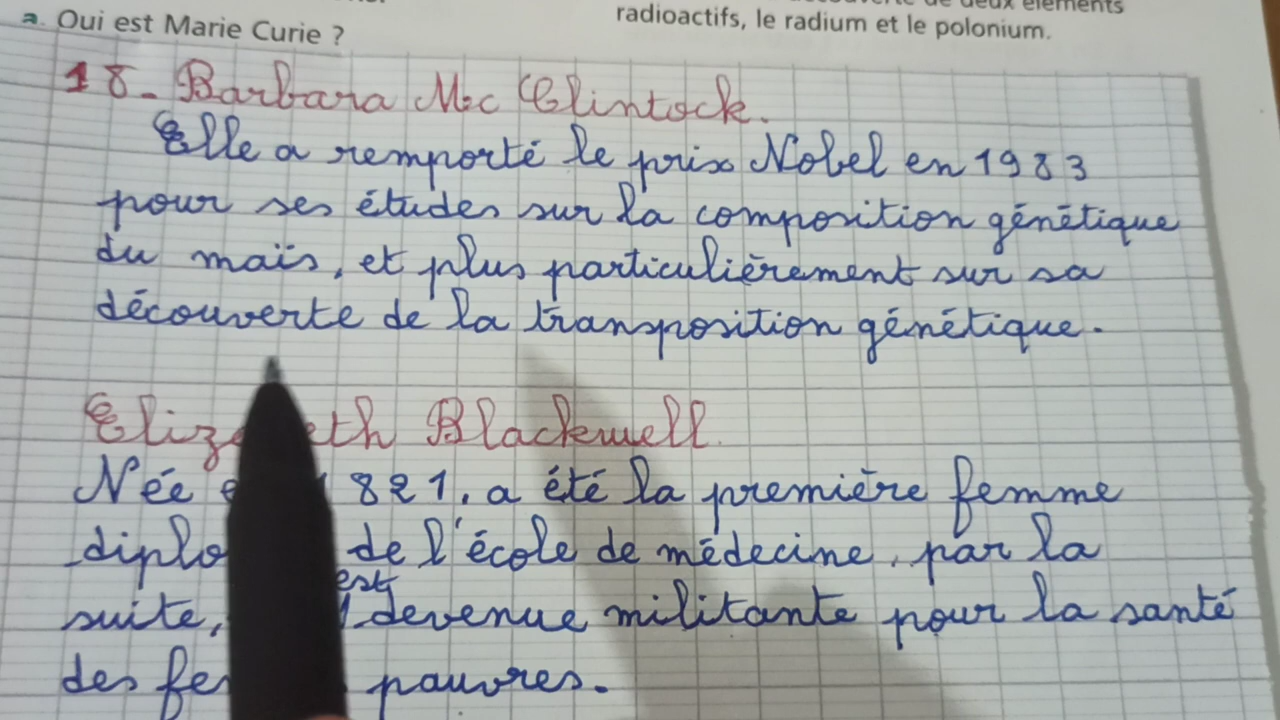 a. Qui est Marie Curie ?
radioactifs, le radium et le polonium.
18. Barbara Mc Clintock.
Elle a remporté le prix Nobel en 1983
pour ses études sur la composition génétique
du maïs, et plus particulièrement sur sa
découverte de la transposition génétique.
Blackwell.
Née 1821, a été la première femme
de l'école de médecine, par la
est
suite, devenue militante pour la santé
des pauvres.